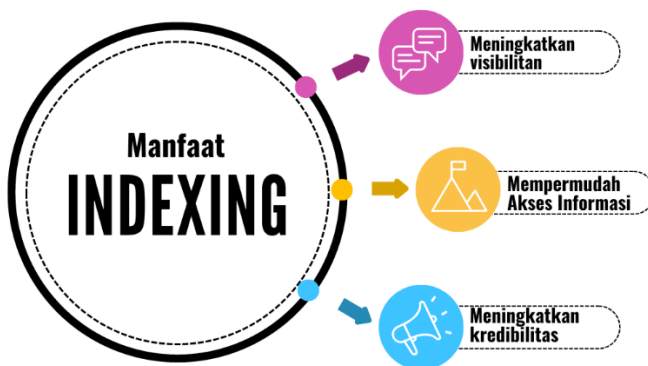 Manfaat
INDEXING
Meningkatkan
visibilitan
Mempermudah
Akses Informasi
Meningkatkan
kredibilitas